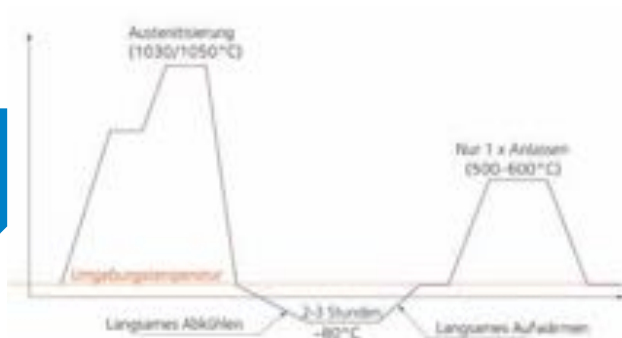 Austenitisierung
(1030/1050°C)
Nur 1 x Anlassen
(500-600°C)
Umgebungstemperatur
2-3 Stunden
-80°C
Langsames Abkühlen
Langsames Aufwärmen